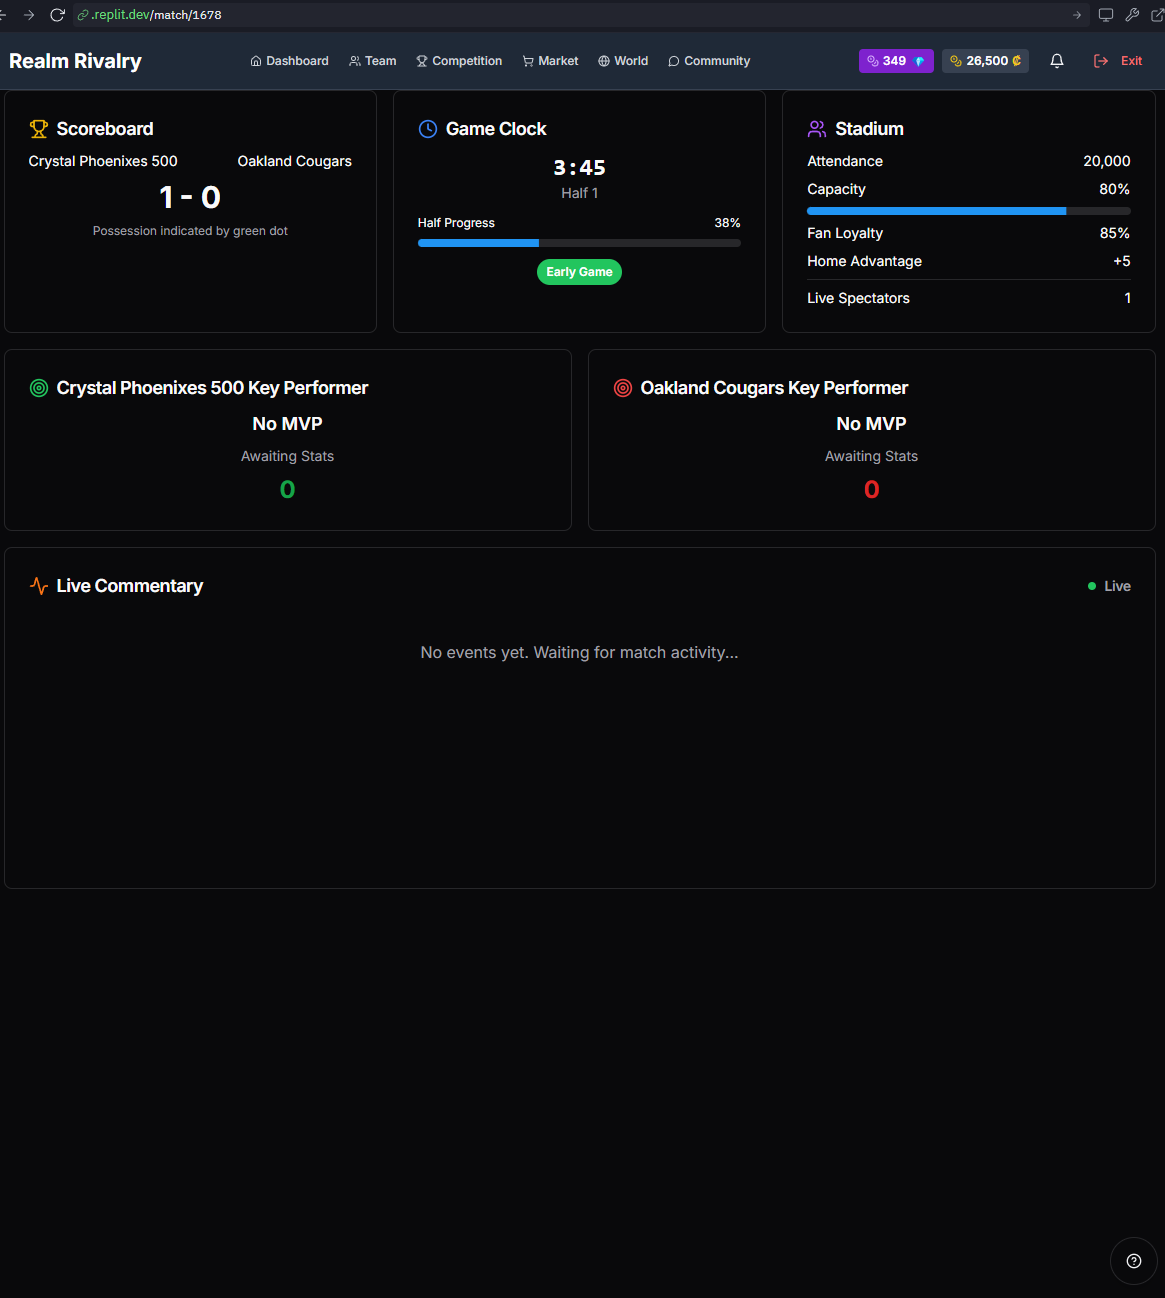 .replit.dev/match/1678
Realm Rivalry
Dashboard
Team
Competition
Market
World
Community
349
26,500 ₡
Exit
Scoreboard
Crystal Phoenixes 500
Oakland Cougars
1 - 0
Possession indicated by green dot
Game Clock
3:45
Half 1
Half Progress
38%
Early Game
Stadium
Attendance
20,000
Capacity
80%
Fan Loyalty
85%
Home Advantage
+5
Live Spectators
1
Crystal Phoenixes 500 Key Performer
No MVP
Awaiting Stats
0
Oakland Cougars Key Performer
No MVP
Awaiting Stats
0
Live Commentary
Live
No events yet. Waiting for match activity...